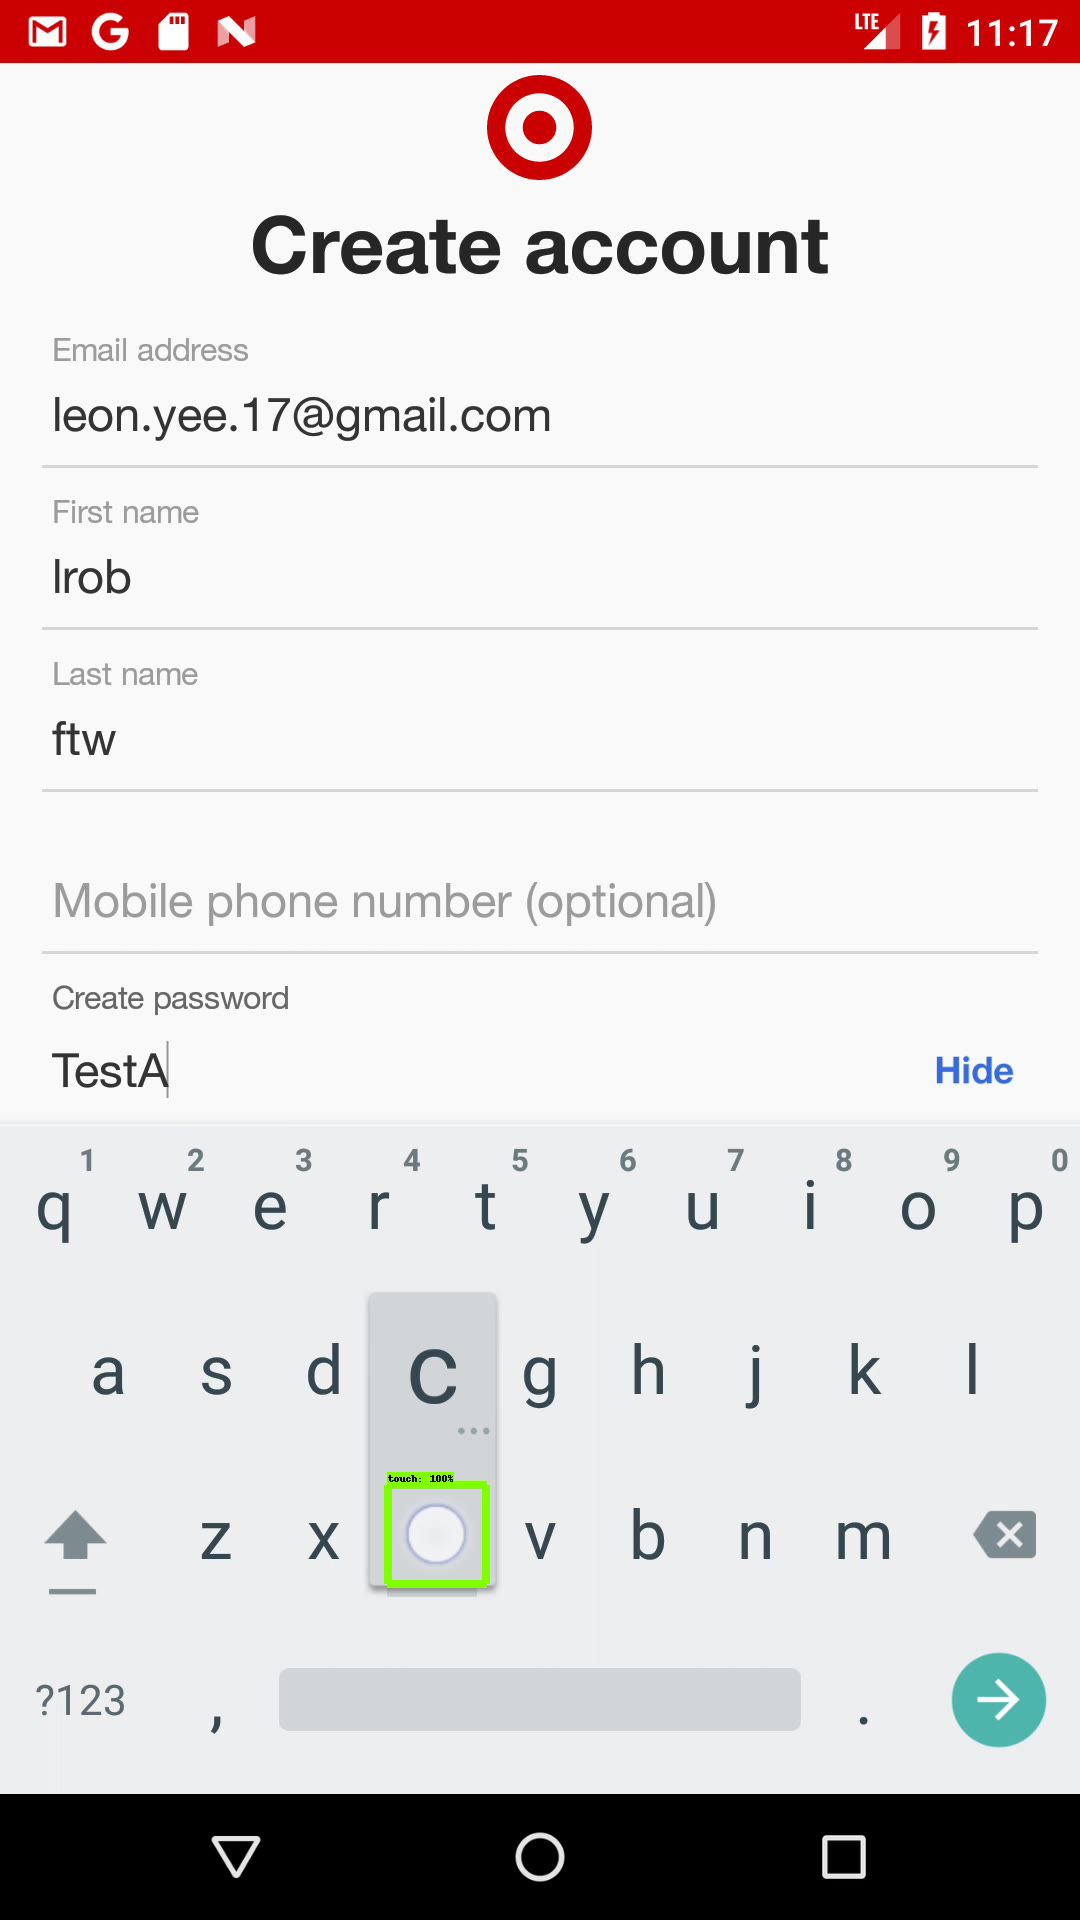 LTE 11:17
Create account
Email address
leon.yee.17@gmail.com
First name
lrob
Last name
ftw
Mobile phone number (optional)
Create password
TestA Hide
1 2 3 4 5 6 7 8 9 0
q w e r t y u i o p
a s d c g h j k l
touch: 100%
z x v b n m
?123 , .